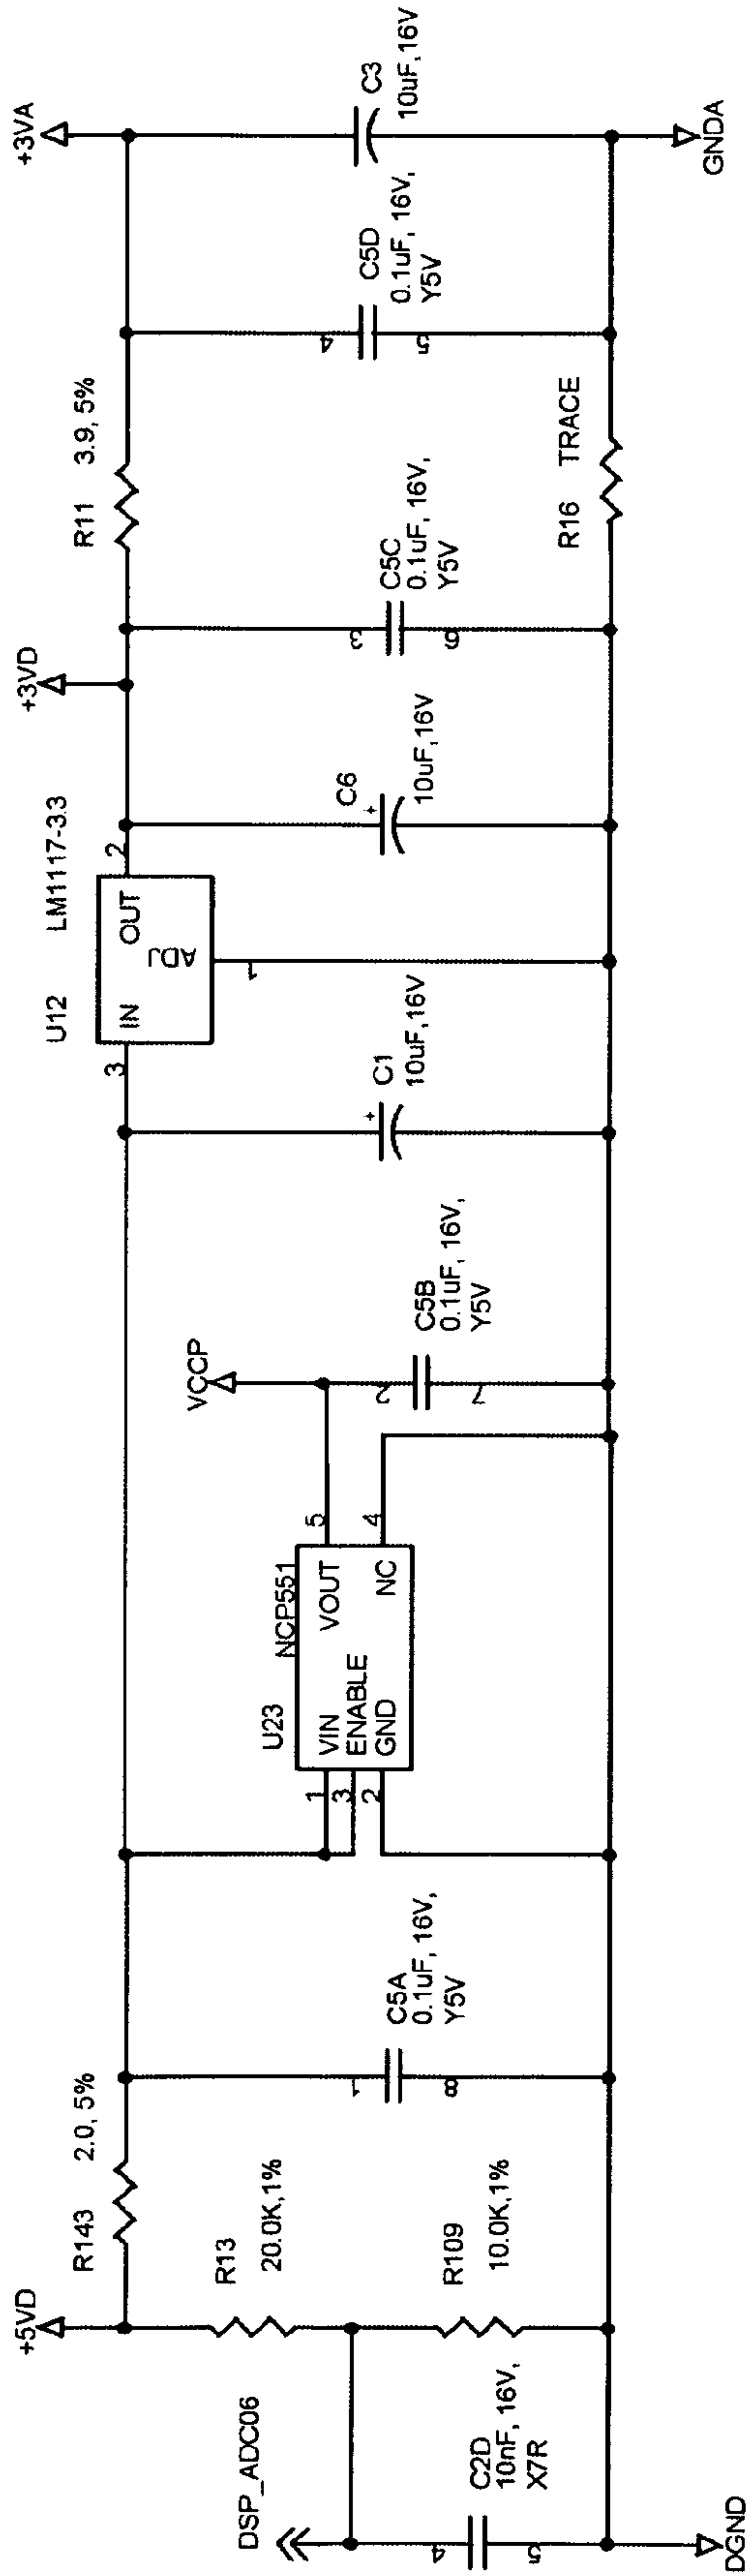 +5VD
R143
2.0, 5%
R13
20.0K,1%
DSP_ADC06
R109
10.0K,1%
4
C2D
10nF, 16V,
X7R
5
DGND
1
C5A
0.1uF, 16V,
Y5V
8
U23
NCP551
1
VIN
3
ENABLE
2
GND
VOUT
5
NC
4
VCCP
2
C5B
0.1uF, 16V,
Y5V
7
C1
+
10uF,16V
U12
LM1117-3.3
3
IN
OUT
2
ADJ
1
C6
+
10uF,16V
+3VD
3
C5C
0.1uF, 16V,
Y5V
6
R11
3.9, 5%
R16
TRACE
4
C5D
0.1uF, 16V,
Y5V
5
+3VA
C3
10uF,16V
GNDA